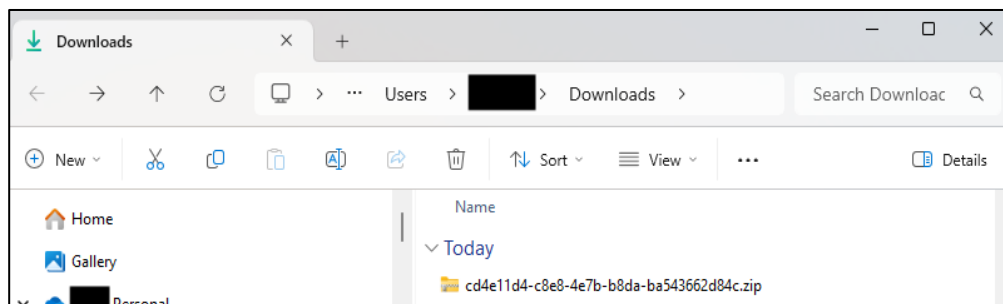 Downloads
Users > > Downloads >
Search Downloac
New
Sort
View
...
Details
Home
Gallery
Personal
Name
Today
cd4e11d4-c8e8-4e7b-b8da-ba543662d84c.zip